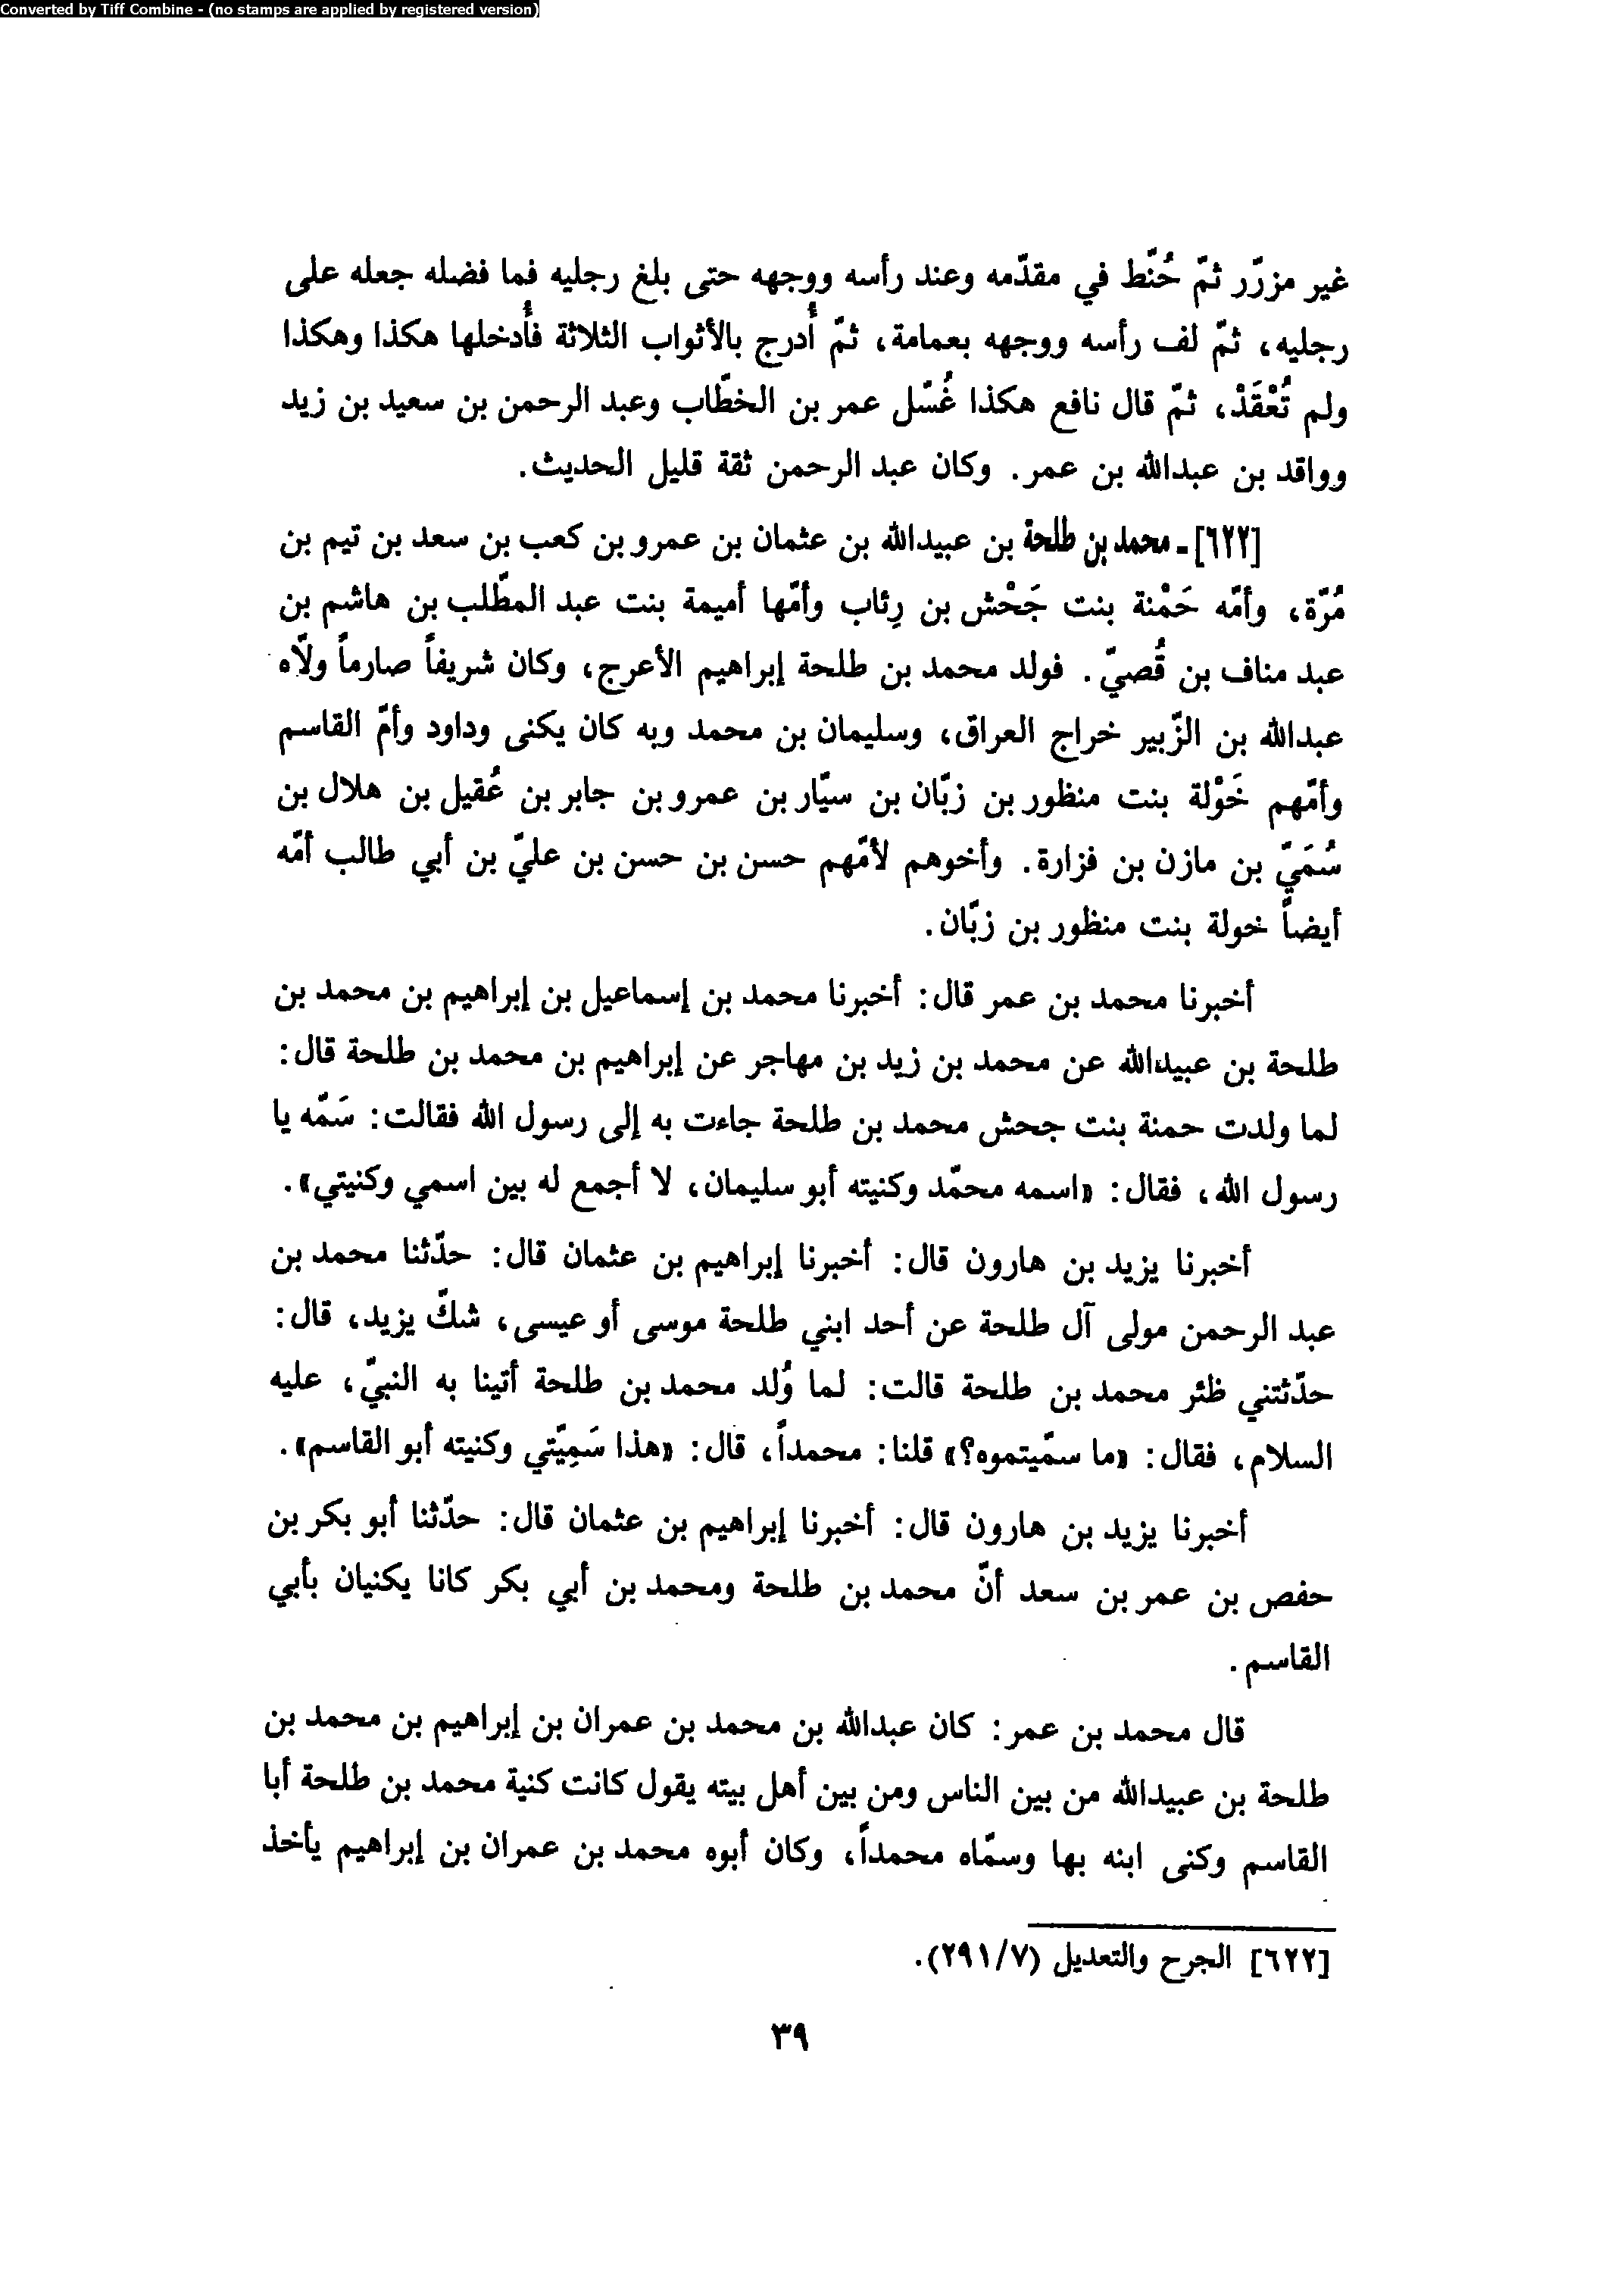 Converted by Tiff Combine - (no stamps are applied by registered version)
غير مزرّر ثمّ حُنّط في مقدّمه وعند رأسه ووجهه حتى بلغ رجليه فما فضله جعله على
رجليه، ثمّ لف رأسه ووجهه بعمامة، ثمّ أُدرج بالأثواب الثلاثة فأُدخلها هكذا وهكذا
ولم تُعْقَدْ، ثمّ قال نافع هكذا غُسّل عمر بن الخطّاب وعبد الرحمن بن سعيد بن زيد
وواقد بن عبدالله بن عمر. وكان عبد الرحمن ثقة قليل الحديث.
[٦٢٢] ـ محمد بن طلحة بن عبيدالله بن عثمان بن عمرو بن كعب بن سعد بن تيم بن
مُرّة، وأمّه حَمْنة بنت جَحْش بن رِئاب وأمّها أميمة بنت عبد المطّلب بن هاشم بن
عبد مناف بن قُصيّ. فولد محمد بن طلحة إبراهيم الأعرج، وكان شريفاً صارماً ولاّه
عبدالله بن الزّبير خراج العراق، وسليمان بن محمد وبه كان يكنى وداود وأمّ القاسم
وأمّهم خَوْلة بنت منظور بن زبّان بن سيّار بن عمرو بن جابر بن عُقيل بن هلال بن
سُمَيّ بن مازن بن فزارة. وأخوهم لأمّهم حسن بن حسن بن عليّ بن أبي طالب أمّه
أيضاً خولة بنت منظور بن زبّان.
أخبرنا محمد بن عمر قال: أخبرنا محمد بن إسماعيل بن إبراهيم بن محمد بن
طلحة بن عبيدالله عن محمد بن زيد بن مهاجر عن إبراهيم بن محمد بن طلحة قال:
لما ولدت حمنة بنت جحش محمد بن طلحة جاءت به إلى رسول الله فقالت: سَمّه يا
رسول الله، فقال: «اسمه محمّد وكنيته أبو سليمان، لا أجمع له بين اسمي وكنيتي».
أخبرنا يزيد بن هارون قال: أخبرنا إبراهيم بن عثمان قال: حدّثنا محمد بن
عبد الرحمن مولى آل طلحة عن أحد ابني طلحة موسى أو عيسى، شكّ يزيد، قال:
حدّثتني ظئر محمد بن طلحة قالت: لما وُلد محمد بن طلحة أتينا به النبيّ، عليه
السلام، فقال: «ما سمّيتموه؟» قلنا: محمداً، قال: «هذا سَمِيَّتي وكنيته أبو القاسم».
أخبرنا يزيد بن هارون قال: أخبرنا إبراهيم بن عثمان قال: حدّثنا أبو بكر بن
حفص بن عمر بن سعد أنّ محمد بن طلحة ومحمد بن أبي بكر كانا يكنيان بأبي
القاسم.
قال محمد بن عمر: كان عبدالله بن محمد بن عمران بن إبراهيم بن محمد بن
طلحة بن عبيدالله من بين الناس ومن بين أهل بيته يقول كانت كنية محمد بن طلحة أبا
القاسم وكنى ابنه بها وسمّاه محمداً، وكان أبوه محمد بن عمران بن إبراهيم يأخذ
[٦٢٢] الجرح والتعديل (٢٩١/٧).
٣٩